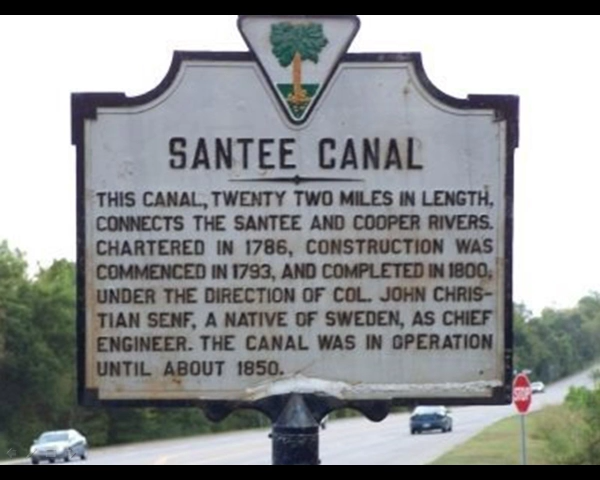 SANTEE CANAL
THIS CANAL, TWENTY TWO MILES IN LENGTH,
CONNECTS THE SANTEE AND COOPER RIVERS.
CHARTERED IN 1786, CONSTRUCTION WAS
COMMENCED IN 1793, AND COMPLETED IN 1800,
UNDER THE DIRECTION OF COL. JOHN CHRIS-
TIAN SENF, A NATIVE OF SWEDEN, AS CHIEF
ENGINEER. THE CANAL WAS IN OPERATION
UNTIL ABOUT 1850.
STOP